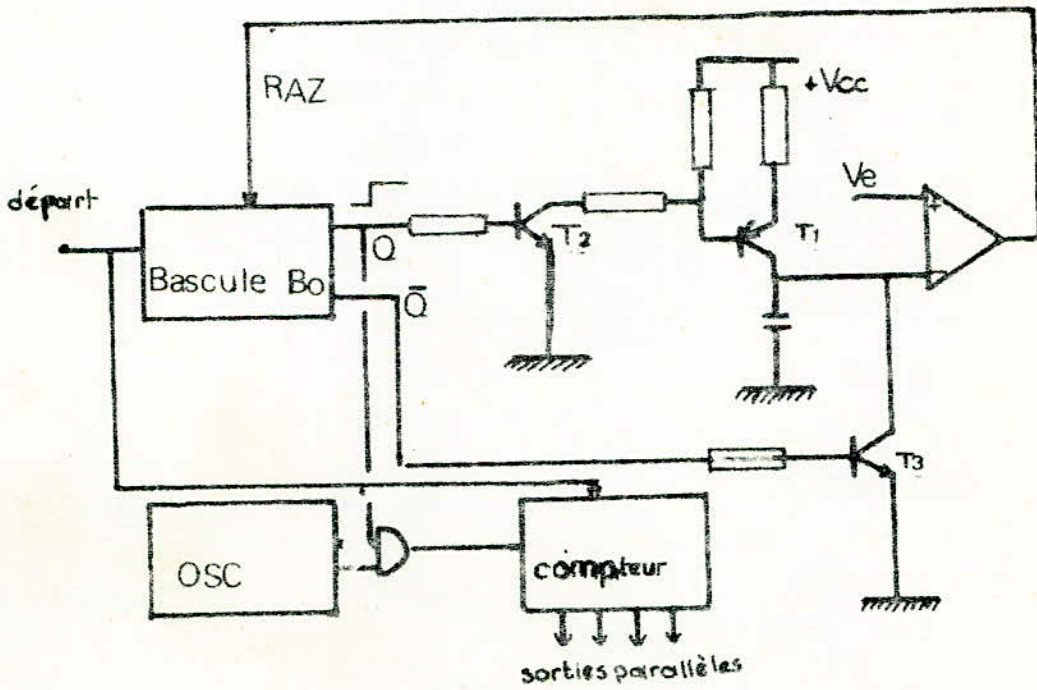 RAZ
+Vcc
départ
Ve
+
Q
T2
T1
Bascule Bo
Q̄
-
T3
OSC
compteur
sorties parallèles